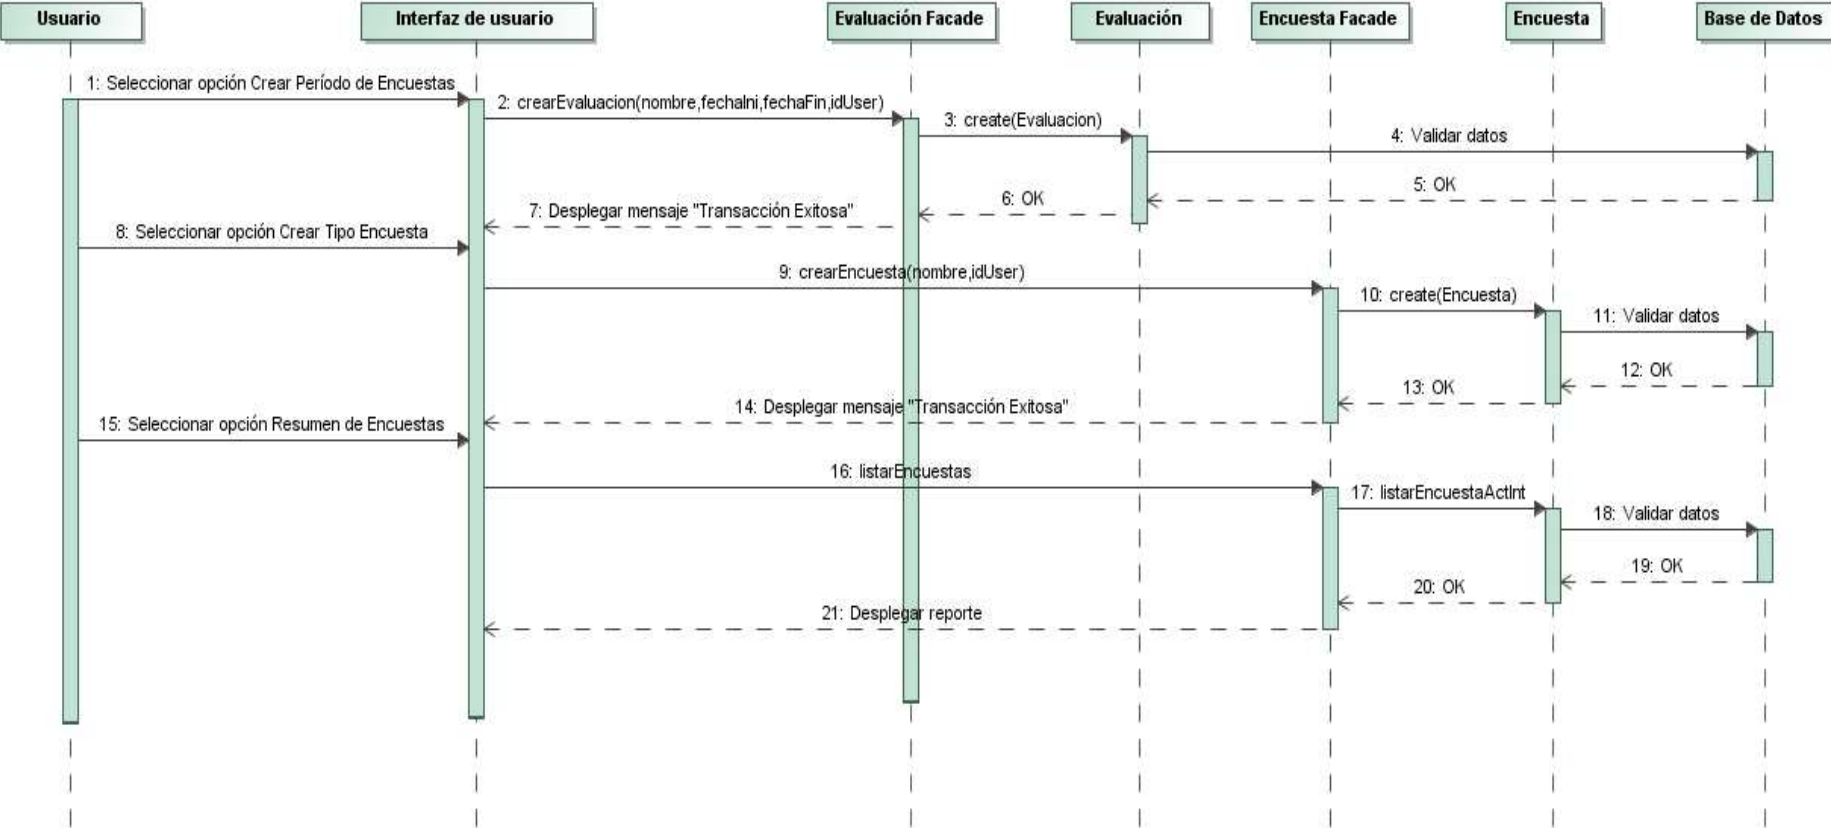 Usuario
Interfaz de usuario
Evaluación Facade
Evaluación
Encuesta Facade
Encuesta
Base de Datos
1: Seleccionar opción Crear Período de Encuestas
2: crearEvaluacion(nombre,fechaIni,fechaFin,idUser)
3: create(Evaluacion)
4: Validar datos
5: OK
6: OK
7: Desplegar mensaje "Transacción Exitosa"
8: Seleccionar opción Crear Tipo Encuesta
9: crearEncuesta(nombre,idUser)
10: create(Encuesta)
11: Validar datos
12: OK
13: OK
14: Desplegar mensaje "Transacción Exitosa"
15: Seleccionar opción Resumen de Encuestas
16: listarEncuestas
17: listarEncuestaActInt
18: Validar datos
19: OK
20: OK
21: Desplegar reporte